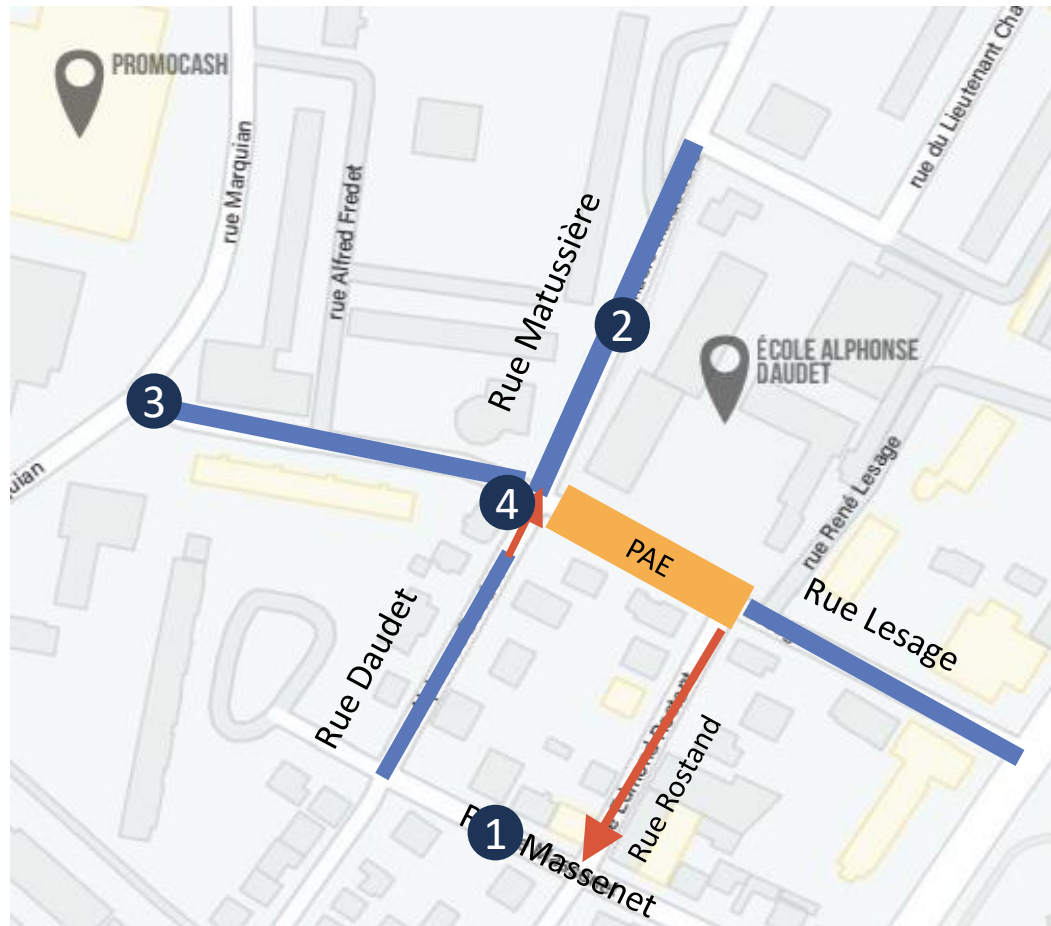 PROMOCASH
rue Marquian
rue Alfred Fredet
rue du Lieutenant Cha
Rue Matussière
2
ÉCOLE ALPHONSE
DAUDET
3
uian
4
PAE
rue René Lesage
Rue Lesage
Rue Daudet
Rue Rostand
1
Massenet